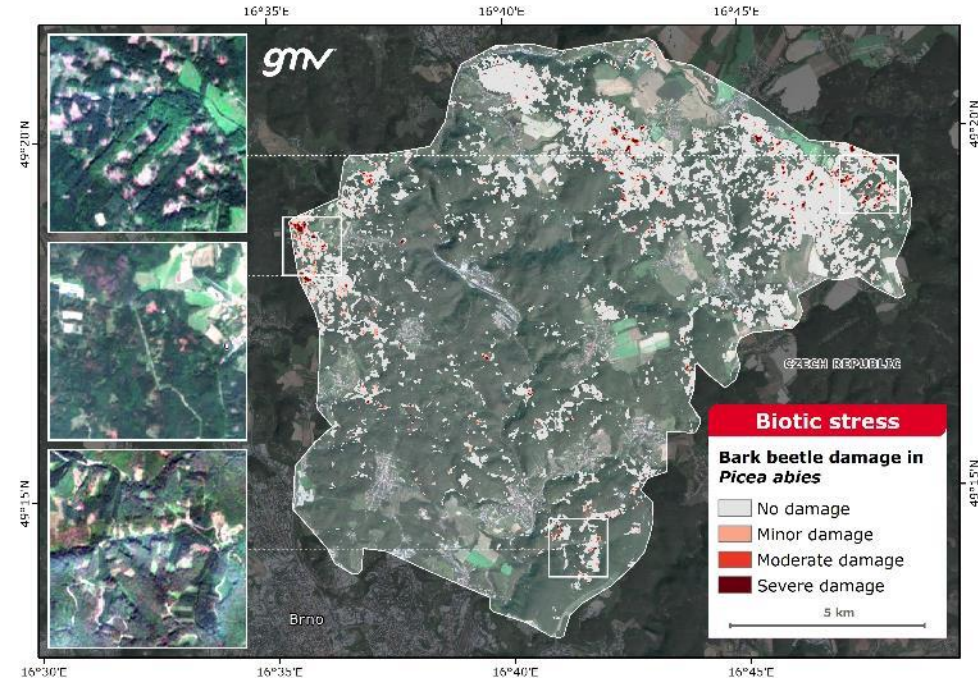 16°35'E 16°40'E 16°45'E
gmv
49°20'N
49°20'N
CZECH REPUBLIC
Biotic stress
Bark beetle damage in
Picea abies
No damage
Minor damage
Moderate damage
Severe damage
5 km
49°15'N
49°15'N
Brno
16°30'E 16°35'E 16°40'E 16°45'E